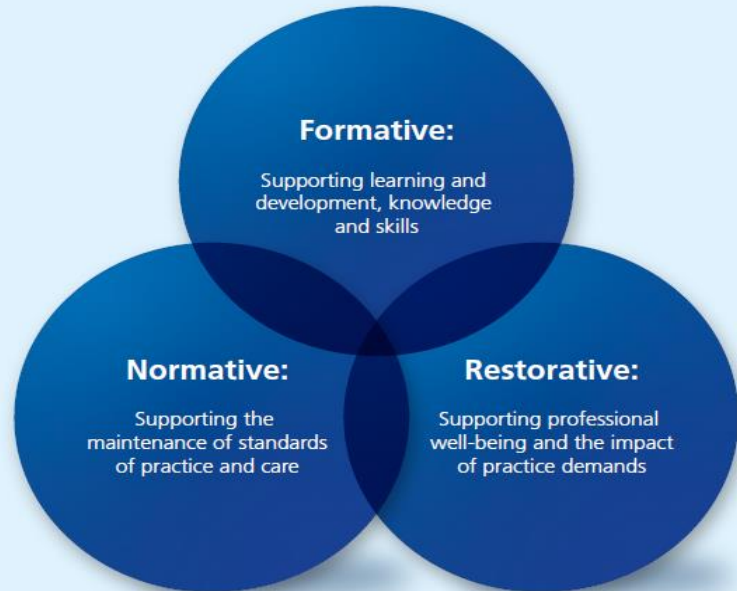 Formative:
Supporting learning and
development, knowledge
and skills
Normative:
Supporting the
maintenance of standards
of practice and care
Restorative:
Supporting professional
well-being and the impact
of practice demands